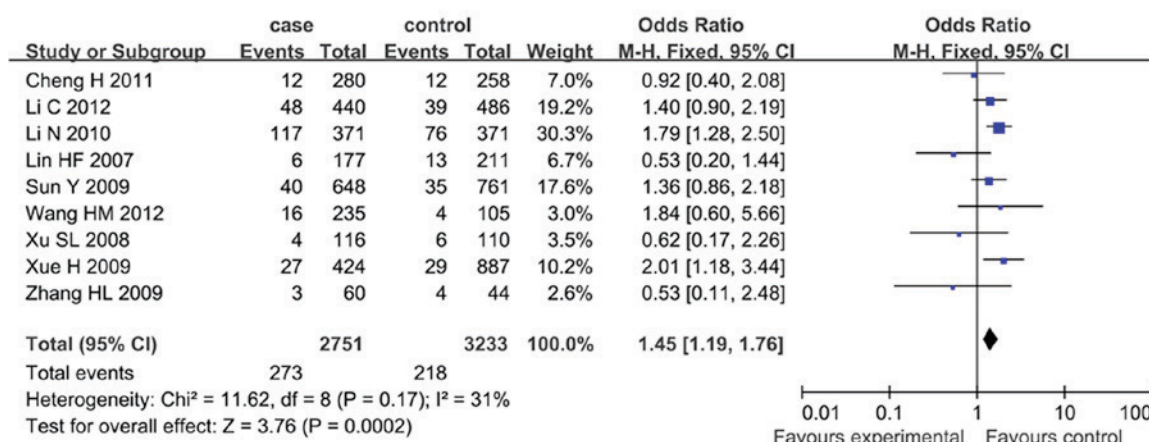 case control Odds Ratio Odds Ratio
Study or Subgroup Events Total Events Total Weight M-H, Fixed, 95% CI M-H, Fixed, 95% CI
Cheng H 2011 12 280 12 258 7.0% 0.92 [0.40, 2.08]
Li C 2012 48 440 39 486 19.2% 1.40 [0.90, 2.19]
Li N 2010 117 371 76 371 30.3% 1.79 [1.28, 2.50]
Lin HF 2007 6 177 13 211 6.7% 0.53 [0.20, 1.44]
Sun Y 2009 40 648 35 761 17.6% 1.36 [0.86, 2.18]
Wang HM 2012 16 235 4 105 3.0% 1.84 [0.60, 5.66]
Xu SL 2008 4 116 6 110 3.5% 0.62 [0.17, 2.26]
Xue H 2009 27 424 29 887 10.2% 2.01 [1.18, 3.44]
Zhang HL 2009 3 60 4 44 2.6% 0.53 [0.11, 2.48]
Total (95% CI) 2751 3233 100.0% 1.45 [1.19, 1.76]
Total events 273 218
Heterogeneity: Chi² = 11.62, df = 8 (P = 0.17); I² = 31%
Test for overall effect: Z = 3.76 (P = 0.0002)
0.01 0.1 1 10 100
Favours experimental Favours control